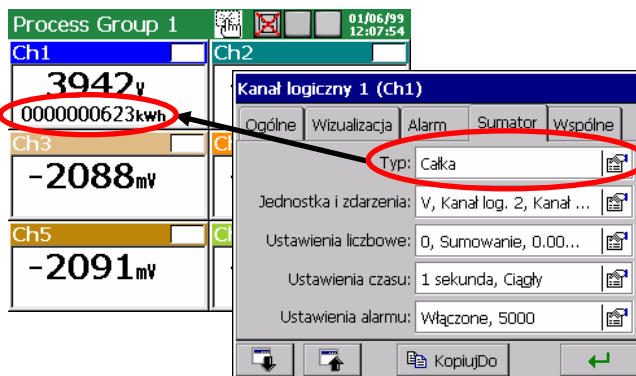 Process Group 1
01/06/99
12:07:54
Ch1
Ch2
3942V
0000000623kWh
Ch3
-2088mV
Ch5
-2091mV
Kanał logiczny 1 (Ch1)
Ogólne Wizualizacja Alarm Sumator Wspólne
Typ: Całka
Jednostka i zdarzenia: V, Kanał log. 2, Kanał ...
Ustawienia liczbowe: 0, Sumowanie, 0.00...
Ustawienia czasu: 1 sekunda, Ciągły
Ustawienia alarmu: Włączone, 5000
KopiujDo